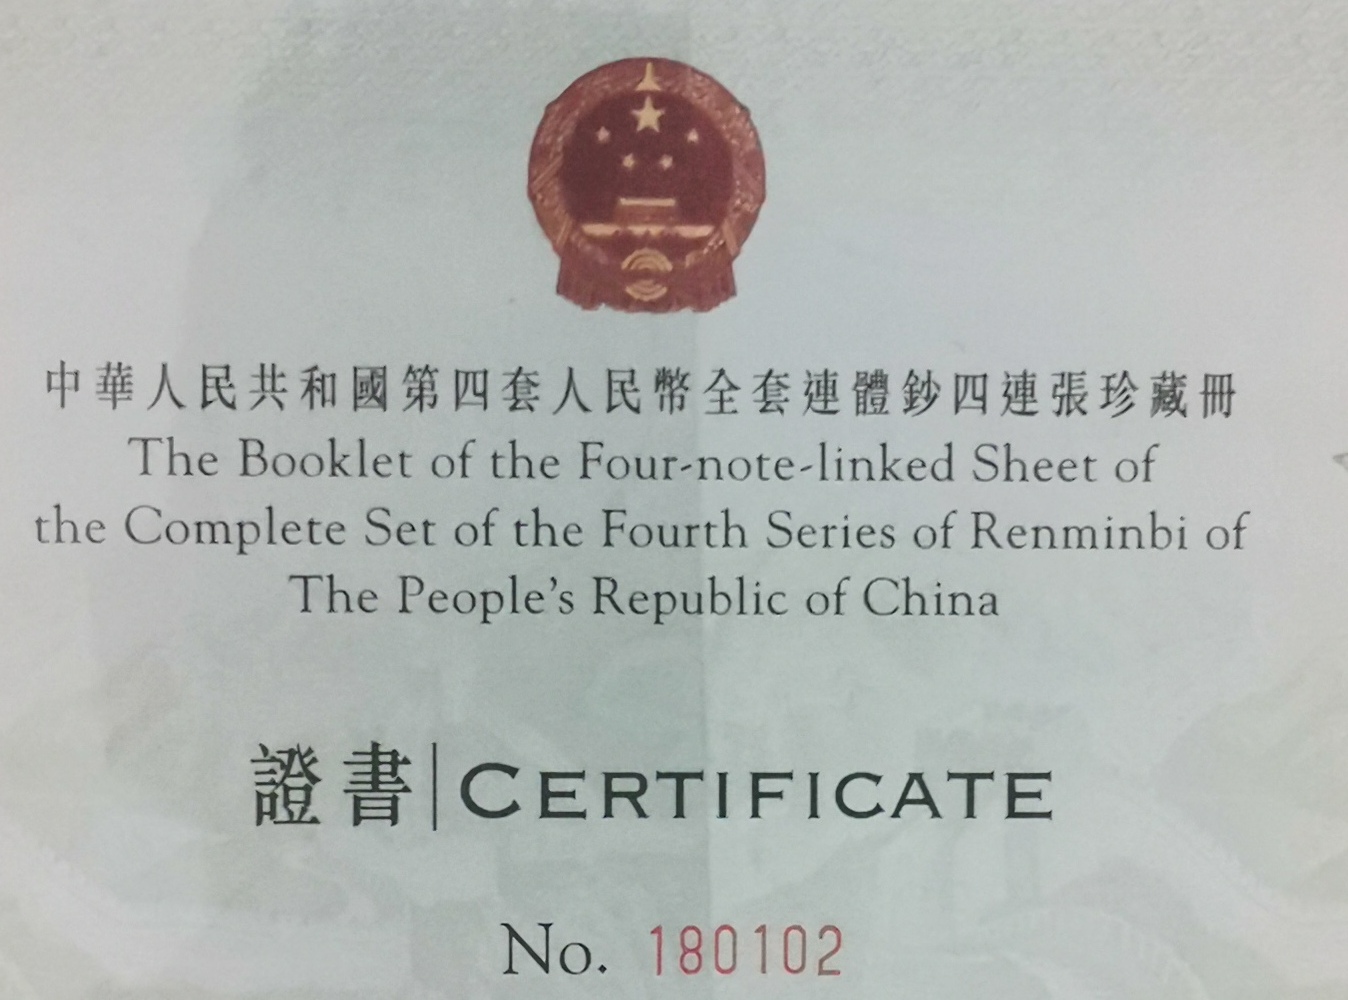 中華人民共和國第四套人民幣全套連體鈔四連張珍藏冊
The Booklet of the Four-note-linked Sheet of
the Complete Set of the Fourth Series of Renminbi of
The People's Republic of China
證書|CERTIFICATE
No. 180102